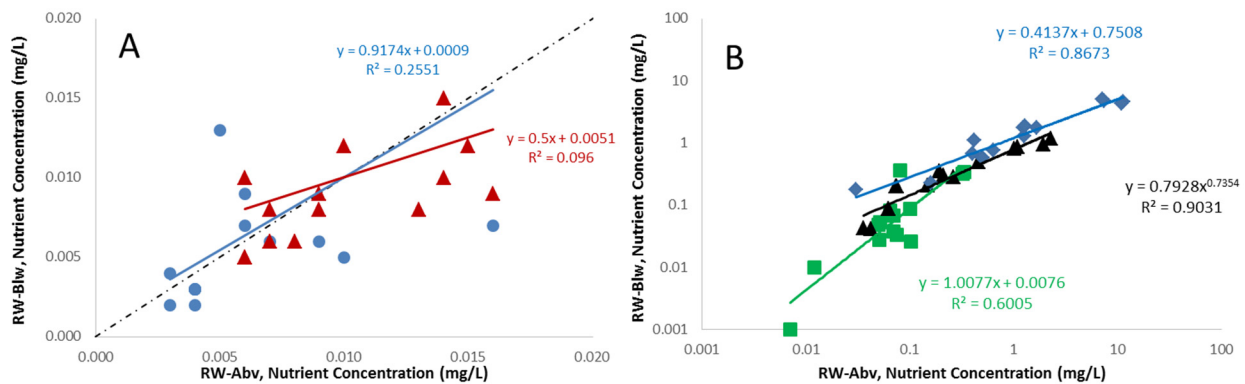 A
y = 0.9174x + 0.0009
R² = 0.2551
y = 0.5x + 0.0051
R² = 0.096
RW-Blw, Nutrient Concentration (mg/L)
0.020
0.015
0.010
0.005
0.000
0.000 0.005 0.010 0.015 0.020
RW-Abv, Nutrient Concentration (mg/L)
B
y = 0.4137x + 0.7508
R² = 0.8673
y = 0.7928x^0.7354
R² = 0.9031
y = 1.0077x + 0.0076
R² = 0.6005
RW-Blw, Nutrient Concentration (mg/L)
100
10
1
0.1
0.01
0.001
0.001 0.01 0.1 1 10 100
RW-Abv, Nutrient Concentration (mg/L)